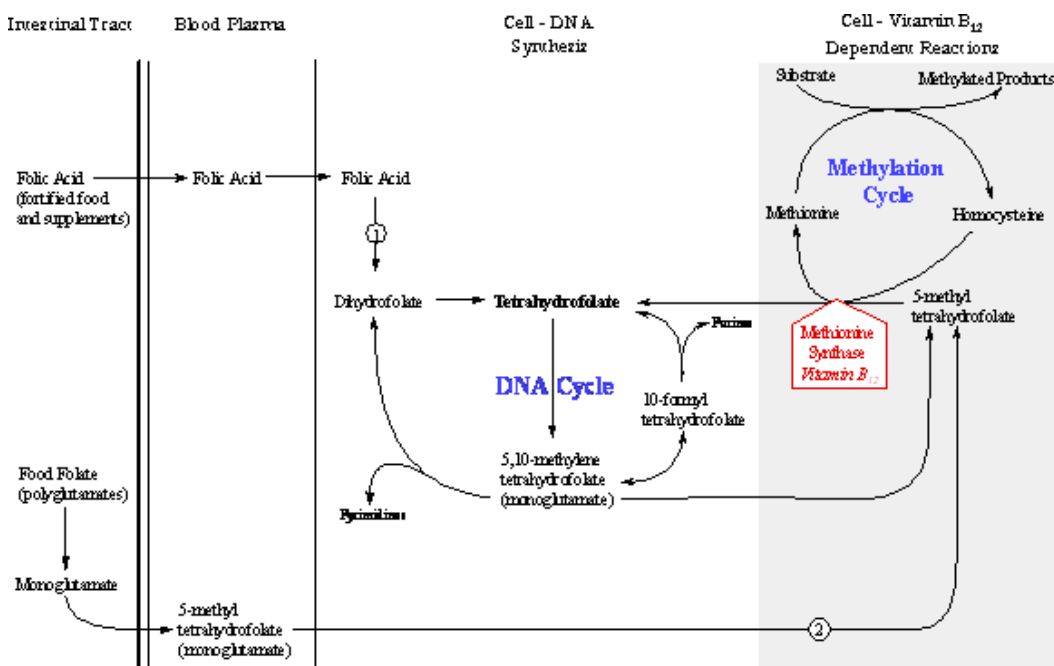 Intestinal Tract
Blood Plasma
Cell - DNA
Synthesis
Cell - Vitamin B12
Dependent Reactions
Substrate
Methylated Products
Folic Acid
(fortified food
and supplements)
Folic Acid
Folic Acid
Methylation
Cycle
Methionine
Homocysteine
1
Dihydrofolate
Tetrahydrofolate
5-methyl
tetrahydrofolate
Purines
Methionine
Synthase
Vitamin B12
DNA Cycle
10-formyl
tetrahydrofolate
5,10-methylene
tetrahydrofolate
(monoglutamate)
Food Folate
(polyglutamates)
Pyrimidines
Monoglutamate
5-methyl
tetrahydrofolate
(monoglutamate)
2